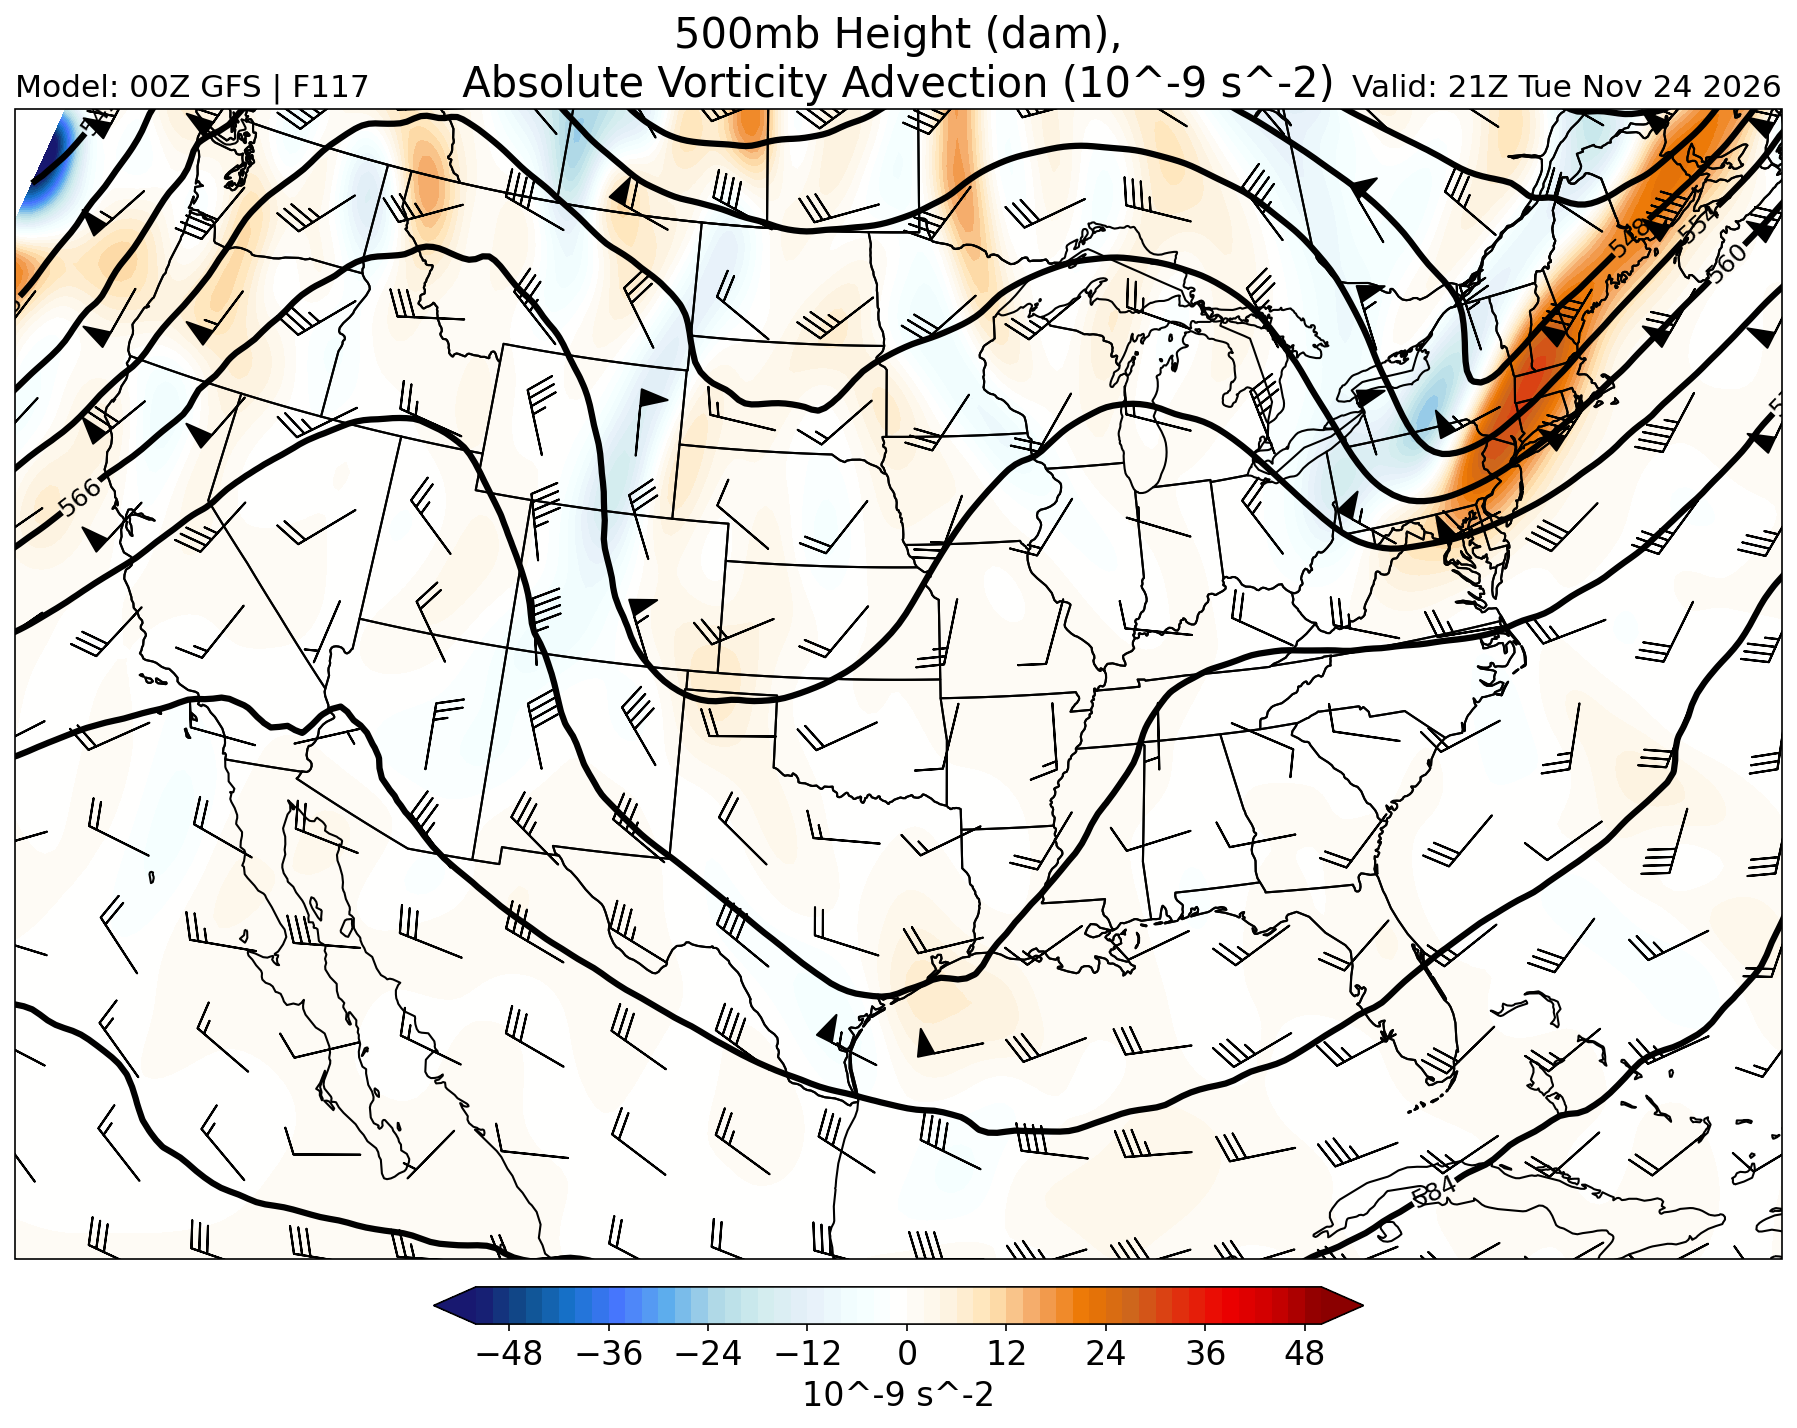 500mb Height (dam),
Model: 00Z GFS | F117
Absolute Vorticity Advection (10^-9 s^-2)
Valid: 21Z Tue Nov 24 2026
548
554
560
566
584
−48 −36 −24 −12 0 12 24 36 48
10^-9 s^-2